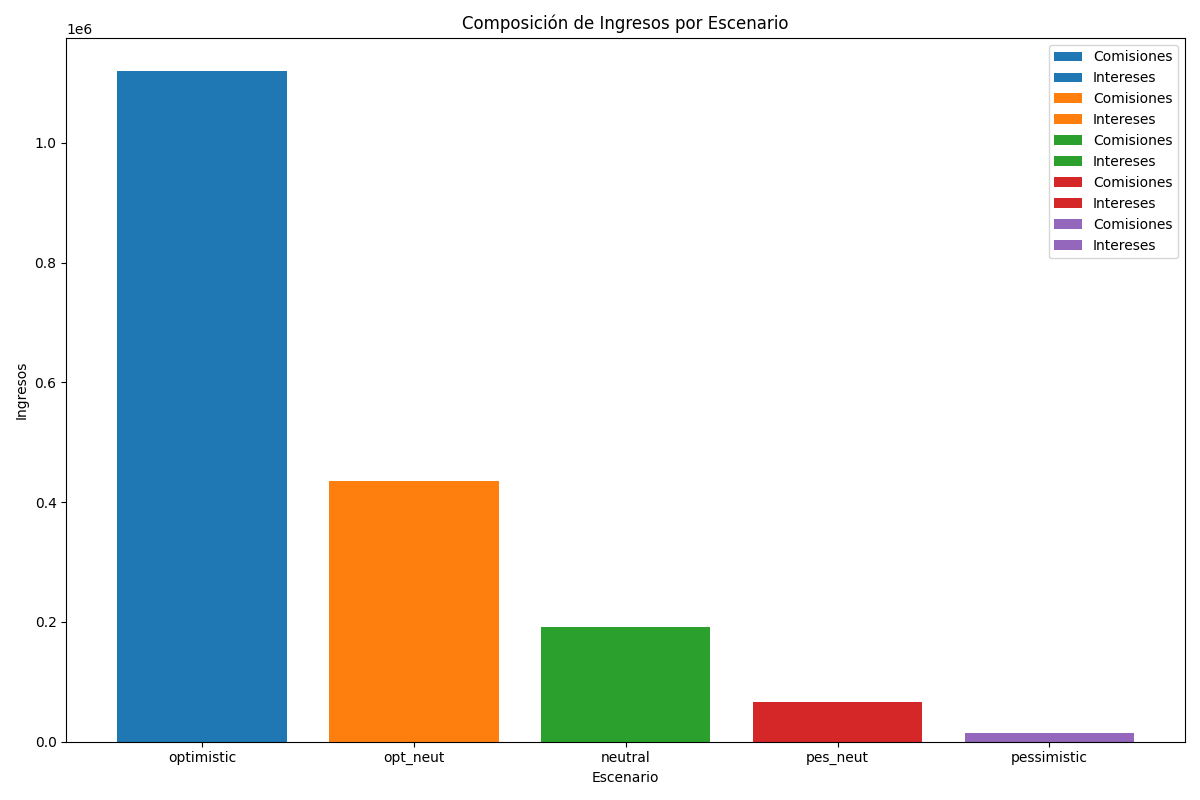 Composición de Ingresos por Escenario
1e6
Comisiones
Intereses
Comisiones
Intereses
Comisiones
Intereses
Comisiones
Intereses
Comisiones
Intereses
1.0
0.8
0.6
0.4
0.2
0.0
Ingresos
optimistic opt_neut neutral pes_neut pessimistic
Escenario